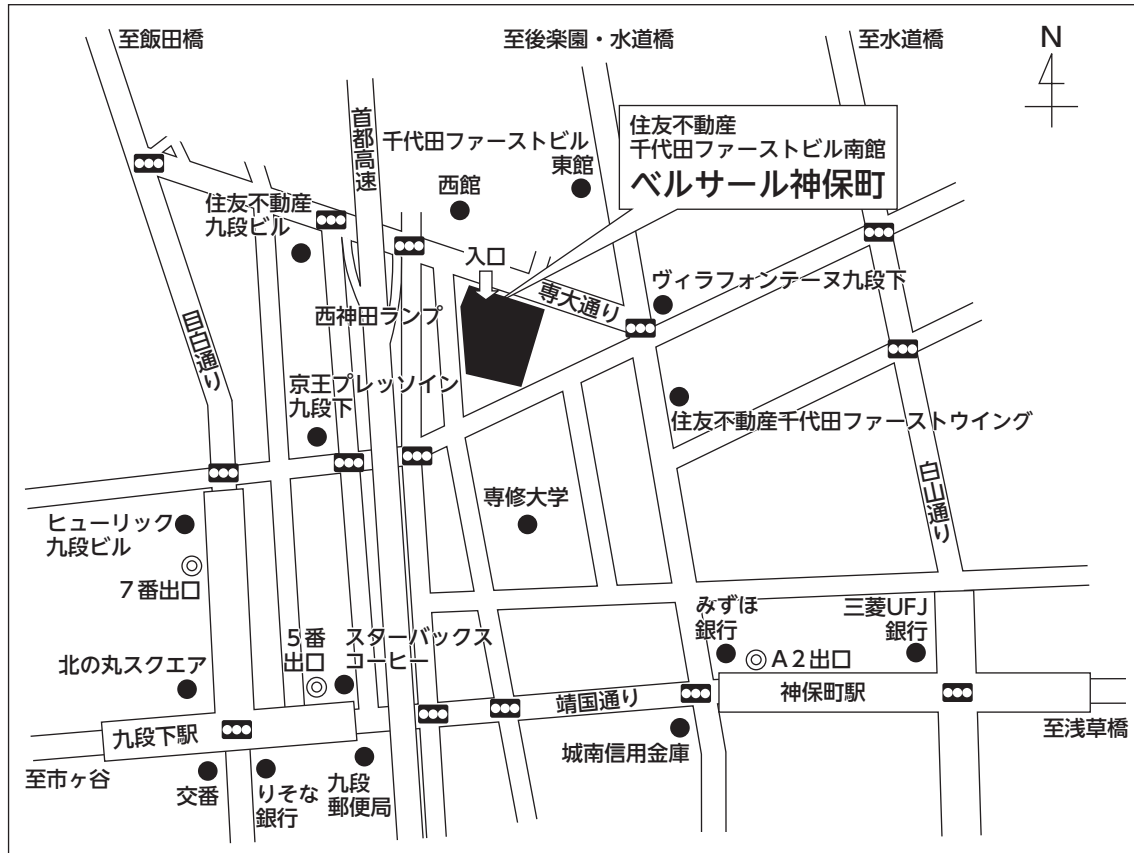 至飯田橋
至後楽園・水道橋
至水道橋
N
首都高速
千代田ファーストビル
東館
西館
住友不動産
千代田ファーストビル南館
ベルサール神保町
住友不動産
九段ビル
入口
専大通り
ヴィラフォンテーヌ九段下
西神田ランプ
目白通り
京王プレッソイン
九段下
住友不動産千代田ファーストウイング
白山通り
専修大学
ヒューリック
九段ビル
7番出口
みずほ
銀行
三菱UFJ
銀行
5番
出口
スターバックス
コーヒー
A2出口
北の丸スクエア
靖国通り
神保町駅
九段下駅
城南信用金庫
至浅草橋
至市ヶ谷
交番
りそな
銀行
九段
郵便局